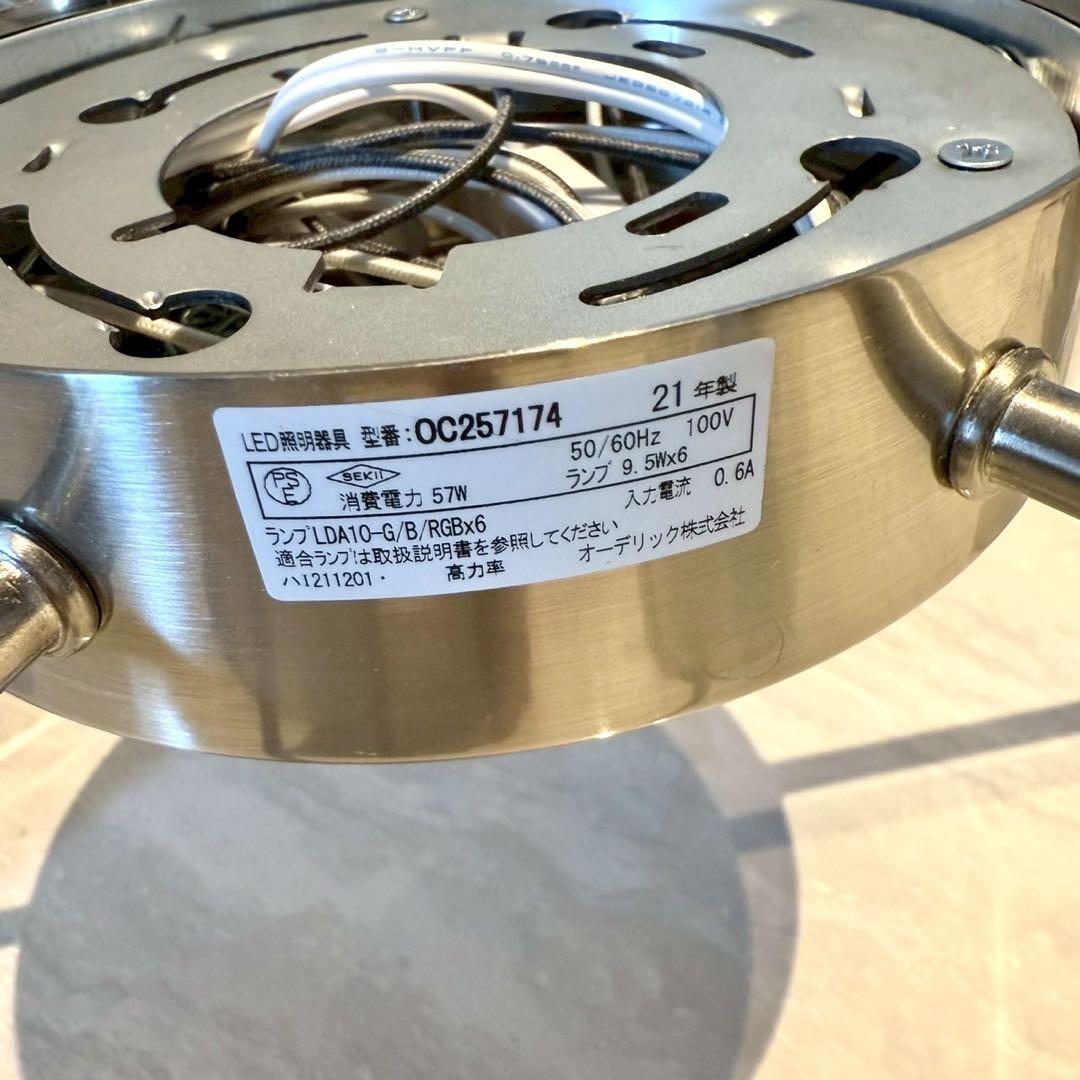 0.75
LED照明器具 型番:OC257174 21年製
PS E SEKII 50/60Hz 100V
消費電力 57W ランプ 9.5Wx6
入力電流 0.6A
ランプLDA10-G/B/RGBx6
適合ランプは取扱説明書を参照してください
ハI211201・ 高力率 オーデリック株式会社